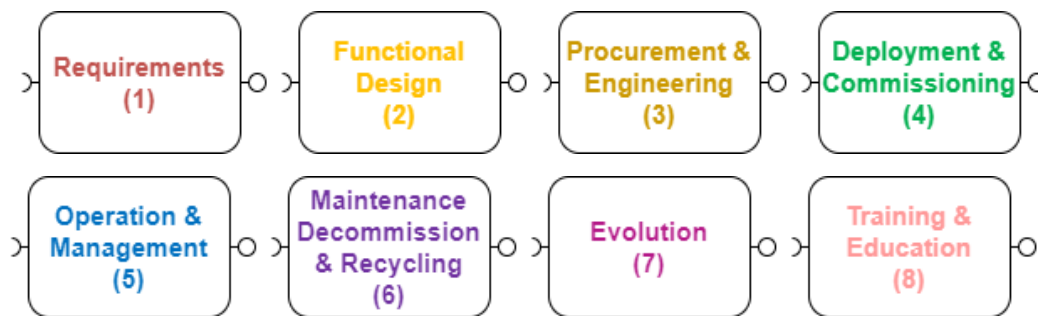 Requirements
(1)
Functional
Design
(2)
Procurement &
Engineering
(3)
Deployment &
Commissioning
(4)
Operation &
Management
(5)
Maintenance
Decommission
& Recycling
(6)
Evolution
(7)
Training &
Education
(8)